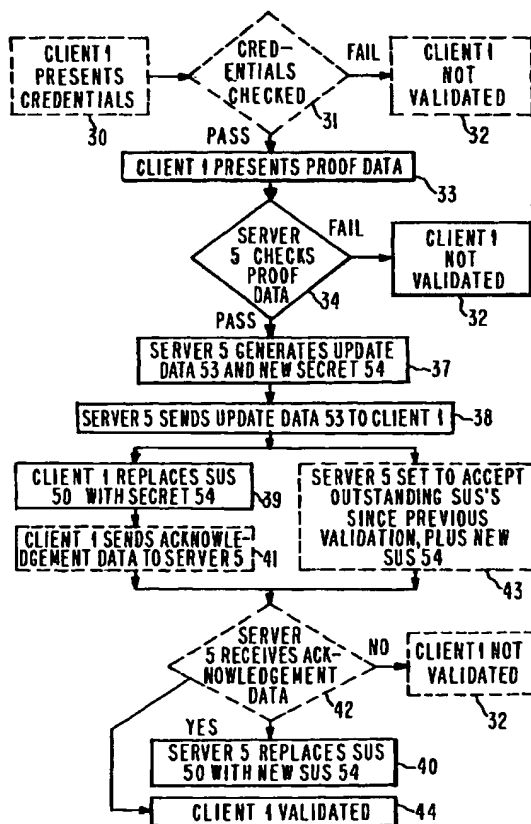 CLIENT 1
PRESENTS
CREDENTIALS
30
CRED-
ENTIALS
CHECKED
31
FAIL
CLIENT 1
NOT
VALIDATED
32
PASS
CLIENT 1 PRESENTS PROOF DATA
33
SERVER
5 CHECKS
PROOF
DATA
34
FAIL
CLIENT 1
NOT
VALIDATED
32
PASS
SERVER 5 GENERATES UPDATE
DATA 53 AND NEW SECRET 54
37
SERVER 5 SENDS UPDATE DATA 53 TO CLIENT 1
38
CLIENT 1 REPLACES SUS
50 WITH SECRET 54
39
CLIENT 1 SENDS ACKNOWLE-
DGEMENT DATA TO SERVER 5
41
SERVER 5 SET TO ACCEPT
OUTSTANDING SUS'S
SINCE PREVIOUS
VALIDATION, PLUS NEW
SUS 54
43
SERVER
5 RECEIVES ACK-
NOWLEDGEMENT
DATA
42
NO
CLIENT 1 NOT
VALIDATED
32
YES
SERVER 5 REPLACES SUS
50 WITH NEW SUS 54
40
CLIENT 1 VALIDATED
44